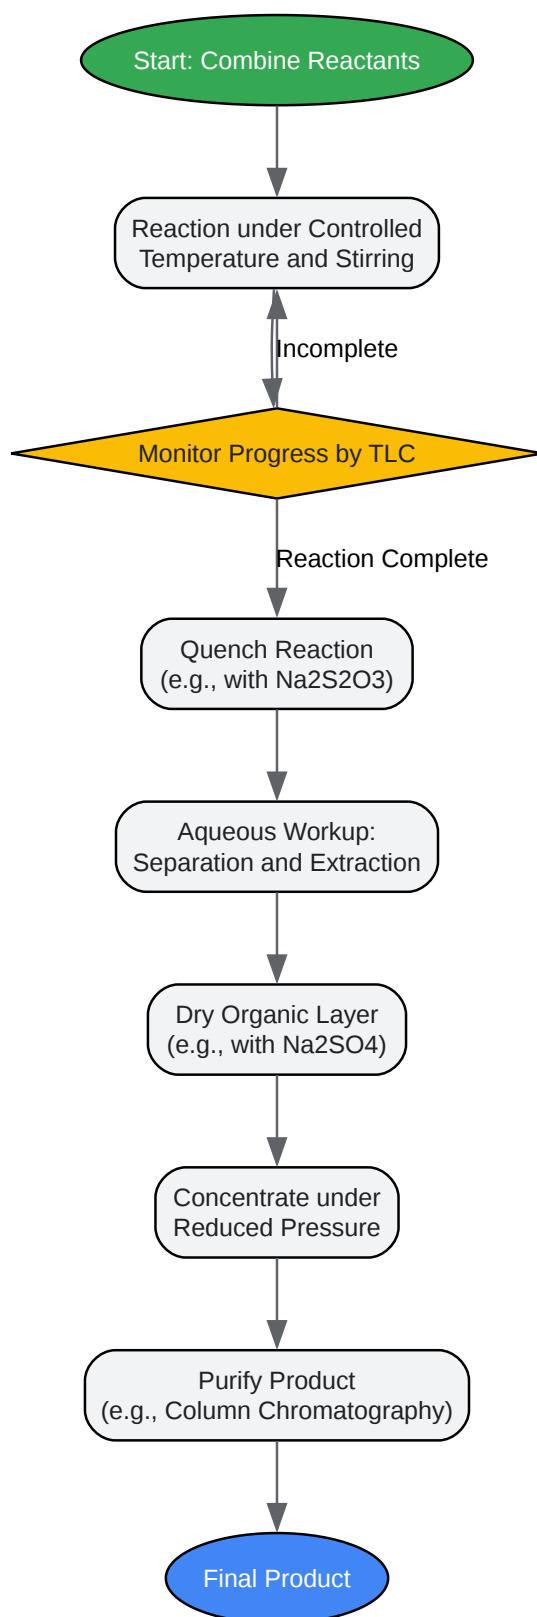 Start: Combine Reactants
Reaction under Controlled
Temperature and Stirring
Incomplete
Monitor Progress by TLC
Reaction Complete
Quench Reaction
(e.g., with Na2S2O3)
Aqueous Workup:
Separation and Extraction
Dry Organic Layer
(e.g., with Na2SO4)
Concentrate under
Reduced Pressure
Purify Product
(e.g., Column Chromatography)
Final Product